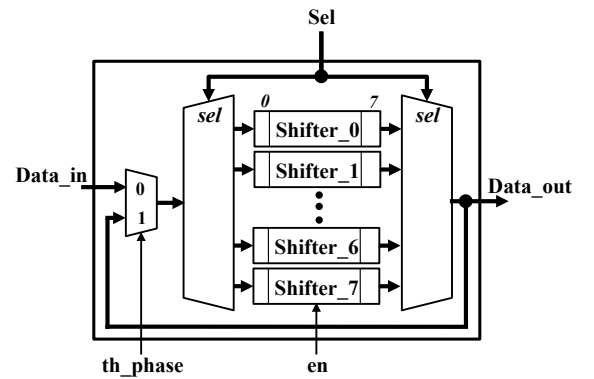 Sel
0 7
sel
sel
Shifter_0
Shifter_1
Data_in
0
1
Data_out
Shifter_6
Shifter_7
th_phase
en